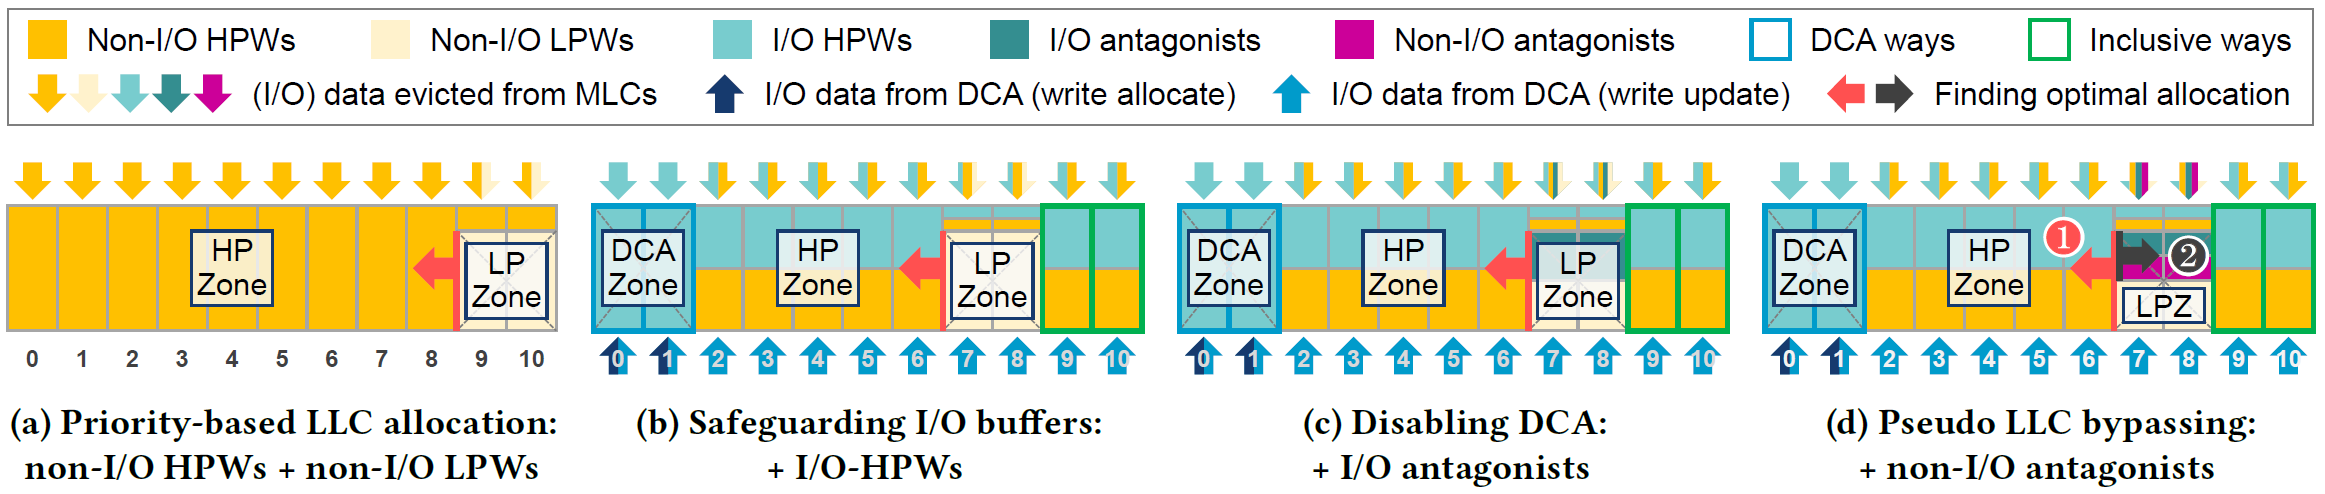 Non-I/O HPWs Non-I/O LPWs I/O HPWs I/O antagonists Non-I/O antagonists DCA ways Inclusive ways
(I/O) data evicted from MLCs I/O data from DCA (write allocate) I/O data from DCA (write update) Finding optimal allocation
HP
Zone
LP
Zone
0 1 2 3 4 5 6 7 8 9 10
(a) Priority-based LLC allocation:
non-I/O HPWs + non-I/O LPWs
DCA
Zone
HP
Zone
LP
Zone
0 1 2 3 4 5 6 7 8 9 10
(b) Safeguarding I/O buffers:
+ I/O-HPWs
DCA
Zone
HP
Zone
LP
Zone
0 1 2 3 4 5 6 7 8 9 10
(c) Disabling DCA:
+ I/O antagonists
DCA
Zone
HP
Zone
1
2
LPZ
0 1 2 3 4 5 6 7 8 9 10
(d) Pseudo LLC bypassing:
+ non-I/O antagonists